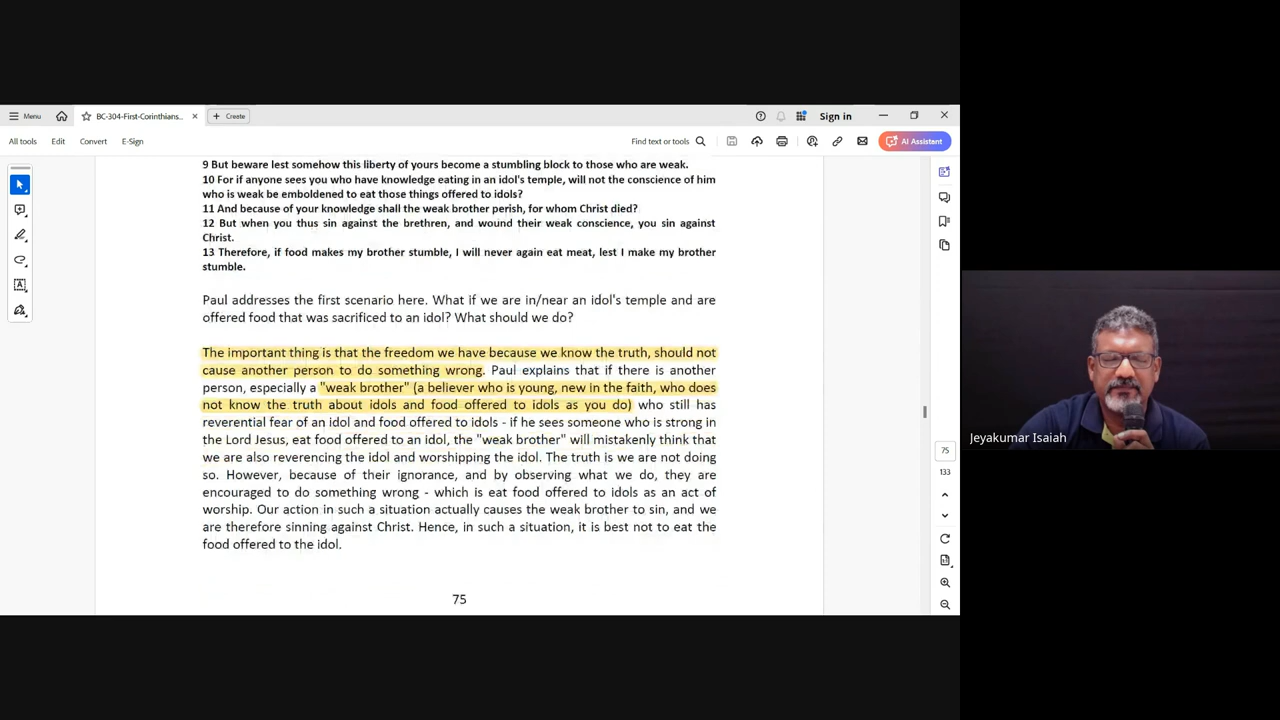 Menu
BC-304-First-Corinthians...
Create
Sign in
All tools
Edit
Convert
E-Sign
Find text or tools
AI Assistant
9 But beware lest somehow this liberty of yours become a stumbling block to those who are weak.
10 For if anyone sees you who have knowledge eating in an idol's temple, will not the conscience of him
who is weak be emboldened to eat those things offered to idols?
11 And because of your knowledge shall the weak brother perish, for whom Christ died?
12 But when you thus sin against the brethren, and wound their weak conscience, you sin against
Christ.
13 Therefore, if food makes my brother stumble, I will never again eat meat, lest I make my brother
stumble.
Paul addresses the first scenario here. What if we are in/near an idol's temple and are
offered food that was sacrificed to an idol? What should we do?
The important thing is that the freedom we have because we know the truth, should not
cause another person to do something wrong. Paul explains that if there is another
person, especially a "weak brother" (a believer who is young, new in the faith, who does
not know the truth about idols and food offered to idols as you do) who still has
reverential fear of an idol and food offered to idols - if he sees someone who is strong in
the Lord Jesus, eat food offered to an idol, the "weak brother" will mistakenly think that
we are also reverencing the idol and worshipping the idol. The truth is we are not doing
so. However, because of their ignorance, and by observing what we do, they are
encouraged to do something wrong - which is eat food offered to idols as an act of
worship. Our action in such a situation actually causes the weak brother to sin, and we
are therefore sinning against Christ. Hence, in such a situation, it is best not to eat the
food offered to the idol.
75
75
133
Jeyakumar Isaiah